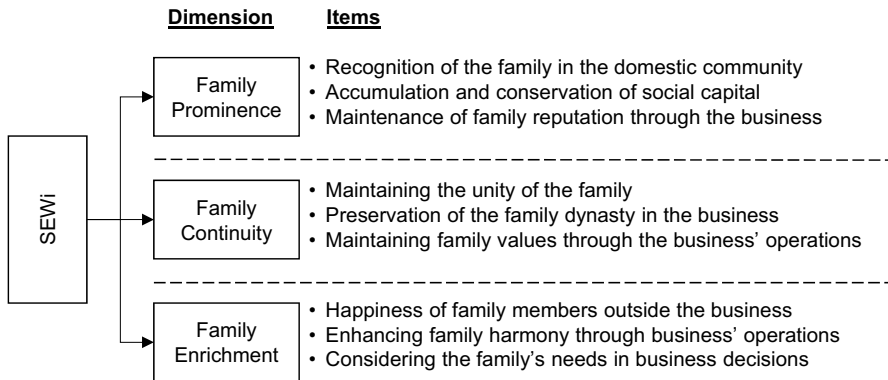 Dimension Items
Family
Prominence
• Recognition of the family in the domestic community
• Accumulation and conservation of social capital
• Maintenance of family reputation through the business
SEWi
Family
Continuity
• Maintaining the unity of the family
• Preservation of the family dynasty in the business
• Maintaining family values through the business’ operations
Family
Enrichment
• Happiness of family members outside the business
• Enhancing family harmony through business’ operations
• Considering the family’s needs in business decisions